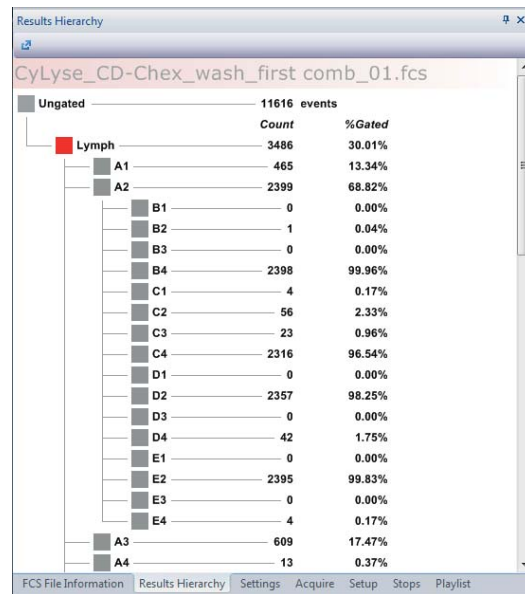 Results Hierarchy
CyLyse_CD-Chex_wash_first comb_01.fcs
Ungated 11616 events
Count %Gated
Lymph 3486 30.01%
A1 465 13.34%
A2 2399 68.82%
B1 0 0.00%
B2 1 0.04%
B3 0 0.00%
B4 2398 99.96%
C1 4 0.17%
C2 56 2.33%
C3 23 0.96%
C4 2316 96.54%
D1 0 0.00%
D2 2357 98.25%
D3 0 0.00%
D4 42 1.75%
E1 0 0.00%
E2 2395 99.83%
E3 0 0.00%
E4 4 0.17%
A3 609 17.47%
A4 13 0.37%
FCS File Information Results Hierarchy Settings Acquire Setup Stops Playlist